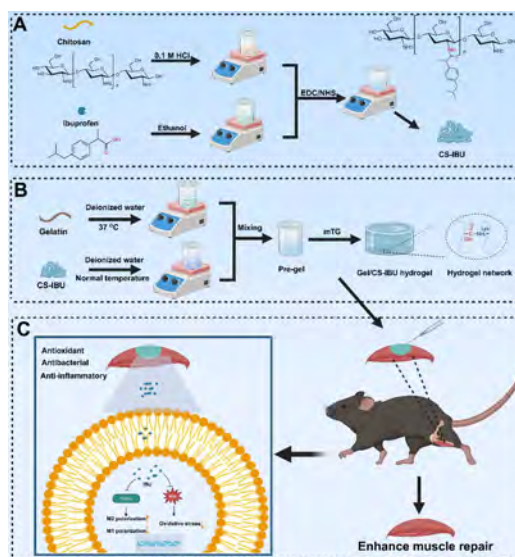 A
Chitosan
0.1 M HCl
Ibuprofen
Ethanol
EDC/NHS
CS-IBU
B
Gelatin
Deionized water
37 °C
CS-IBU
Deionized water
Normal temperature
Mixing
Pre-gel
mTG
Gel/CS-IBU hydrogel
Hydrogel network
C
Antioxidant
Antibacterial
Anti-inflammatory
IBU
M2 polarization
M1 polarization
Oxidative stress
Enhance muscle repair